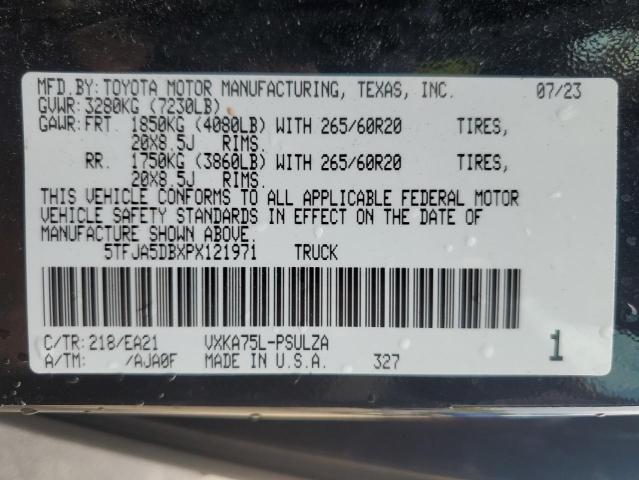 MFD.BY: TOYOTA MOTOR MANUFACTURING, TEXAS, INC. 07/23
GVWR: 3280KG (7230LB)
GAWR: FRT. 1850KG (4080LB) WITH 265/60R20 TIRES,
20X8.5J RIMS.
RR. 1750KG (3860LB) WITH 265/60R20 TIRES,
20X8.5J RIMS.
THIS VEHICLE CONFORMS TO ALL APPLICABLE FEDERAL MOTOR
VEHICLE SAFETY STANDARDS IN EFFECT ON THE DATE OF
MANUFACTURE SHOWN ABOVE.
5TFJA5DBXPX121971 TRUCK
C/TR: 218/EA21 VXKA75L-PSULZA
A/TM: /AJA0F MADE IN U.S.A. 327 1